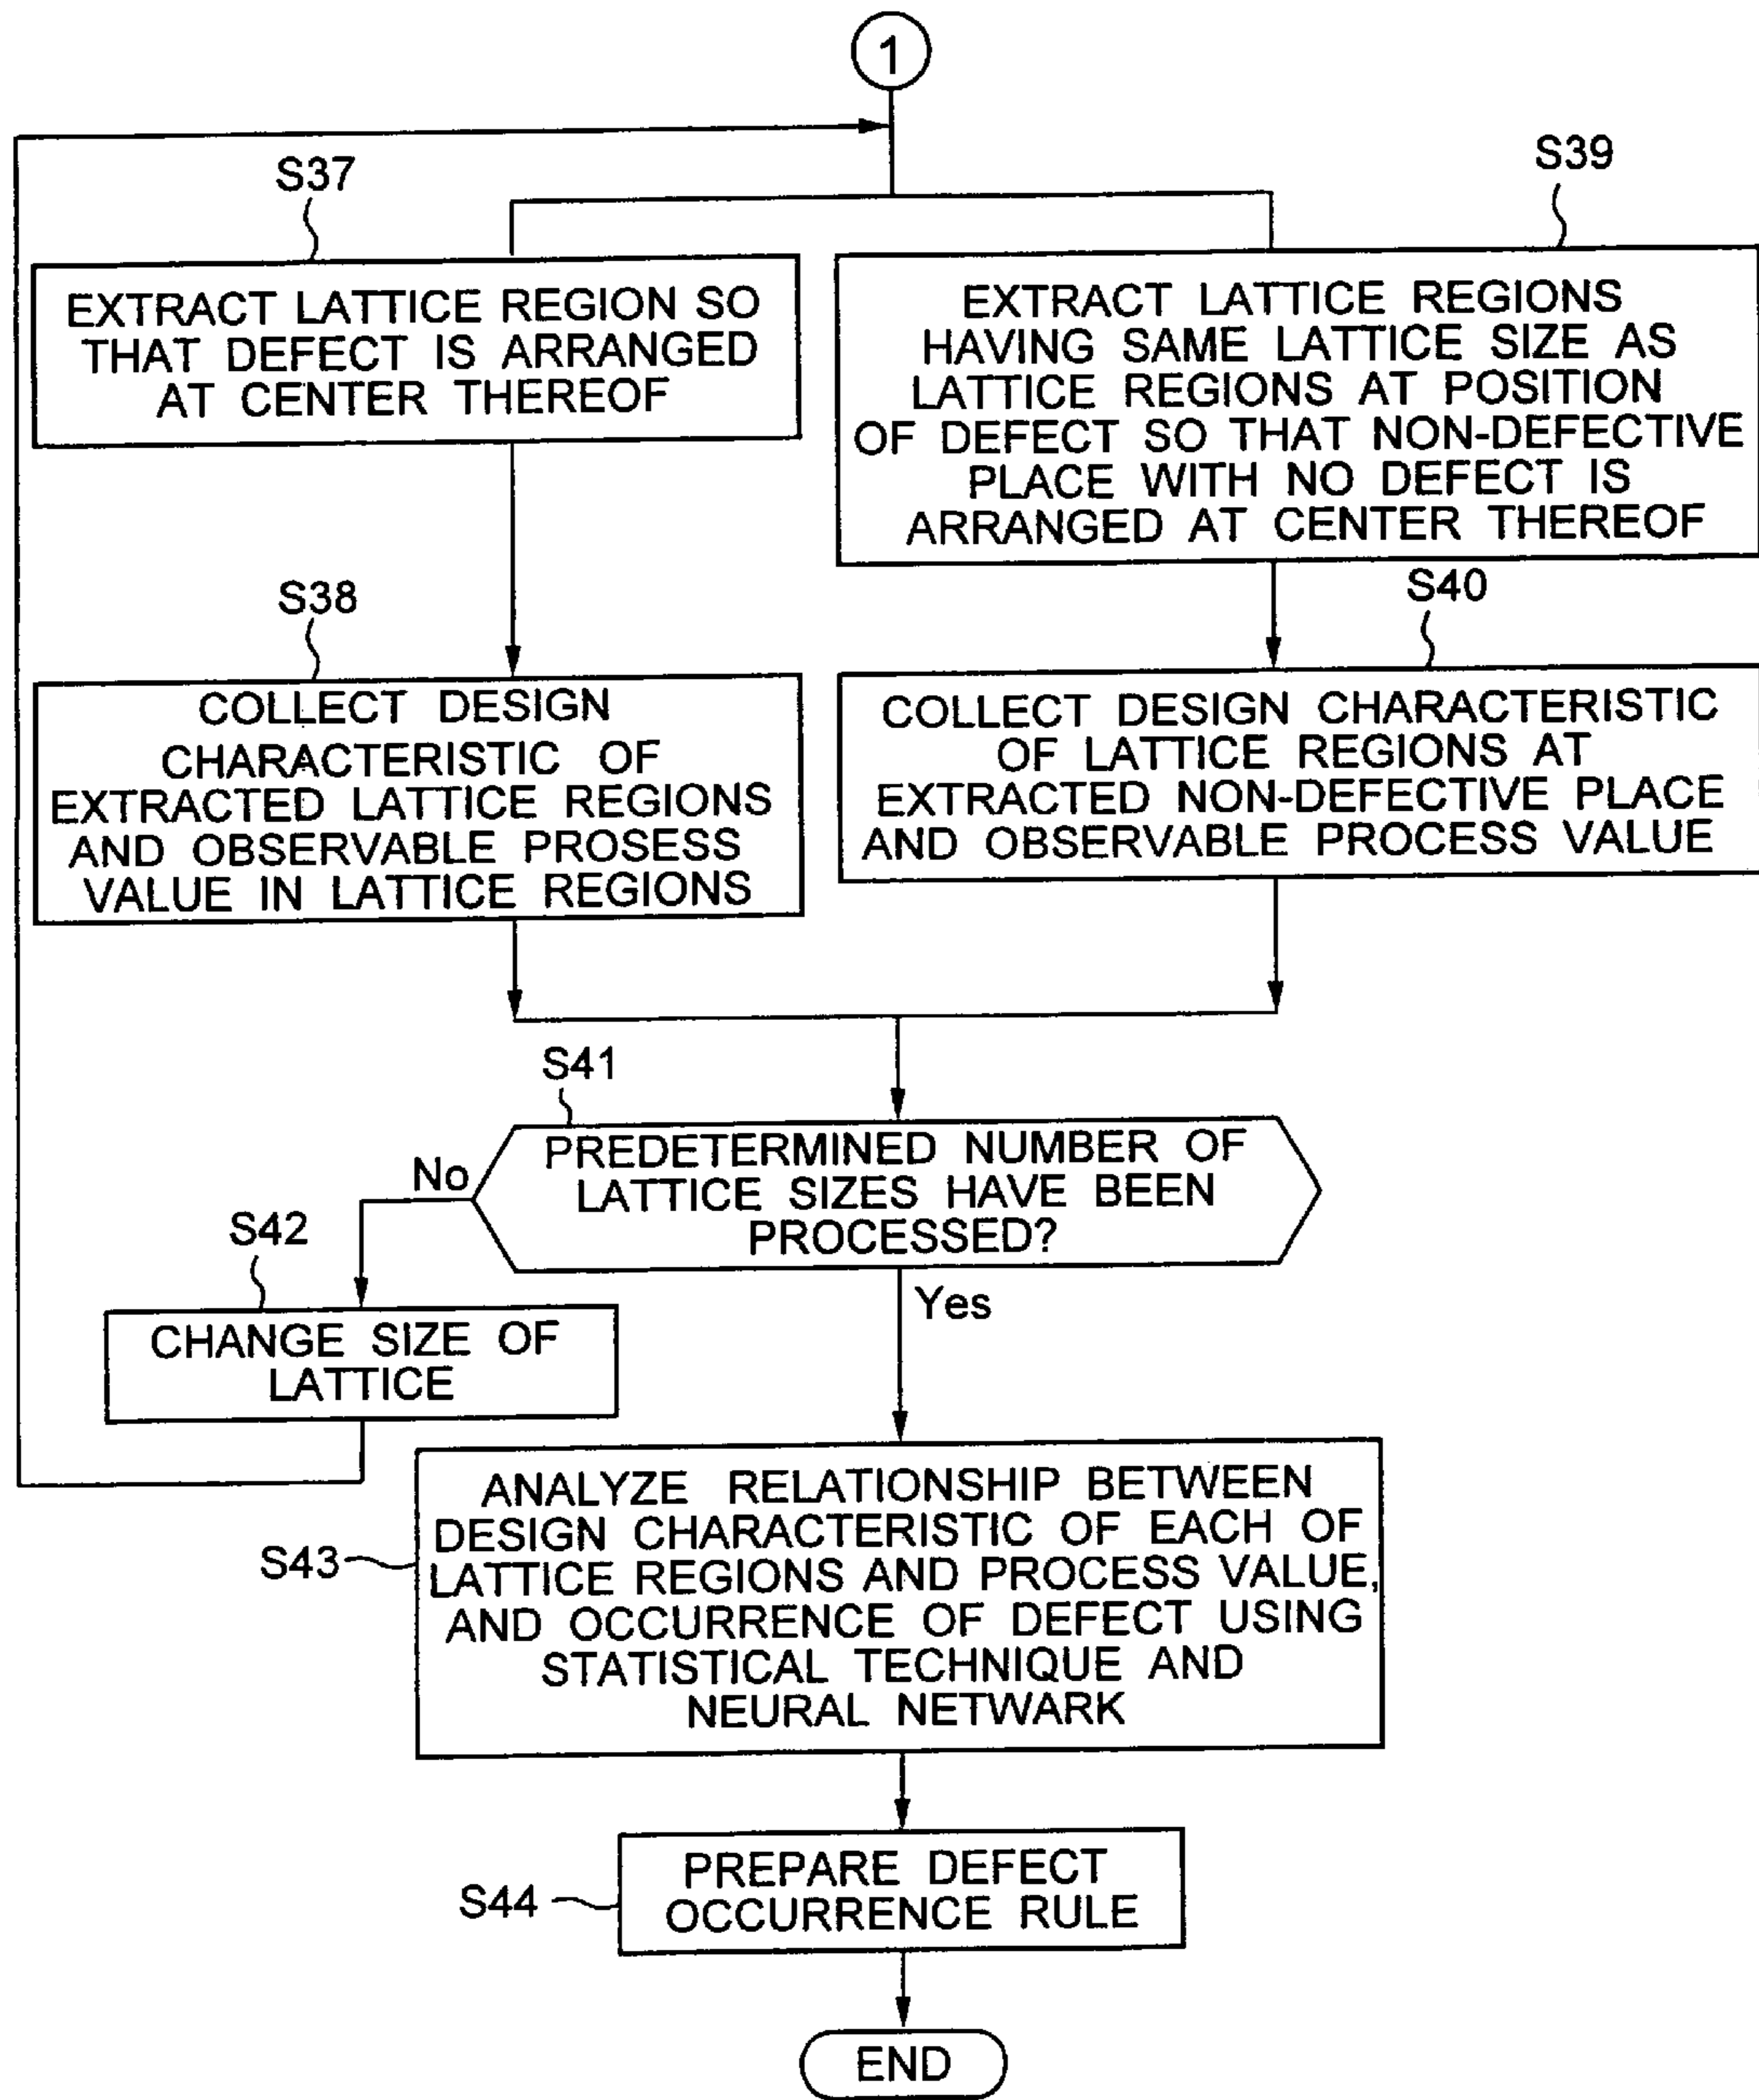 1
S37
EXTRACT LATTICE REGION SO
THAT DEFECT IS ARRANGED
AT CENTER THEREOF
S39
EXTRACT LATTICE REGIONS
HAVING SAME LATTICE SIZE AS
LATTICE REGIONS AT POSITION
OF DEFECT SO THAT NON-DEFECTIVE
PLACE WITH NO DEFECT IS
ARRANGED AT CENTER THEREOF
S38
COLLECT DESIGN
CHARACTERISTIC OF
EXTRACTED LATTICE REGIONS
AND OBSERVABLE PROSESS
VALUE IN LATTICE REGIONS
S40
COLLECT DESIGN CHARACTERISTIC
OF LATTICE REGIONS AT
EXTRACTED NON-DEFECTIVE PLACE
AND OBSERVABLE PROCESS VALUE
S41
PREDETERMINED NUMBER OF
LATTICE SIZES HAVE BEEN
PROCESSED?
No
S42
CHANGE SIZE OF
LATTICE
Yes
S43
ANALYZE RELATIONSHIP BETWEEN
DESIGN CHARACTERISTIC OF EACH OF
LATTICE REGIONS AND PROCESS VALUE,
AND OCCURRENCE OF DEFECT USING
STATISTICAL TECHNIQUE AND
NEURAL NETWARK
S44
PREPARE DEFECT
OCCURRENCE RULE
END